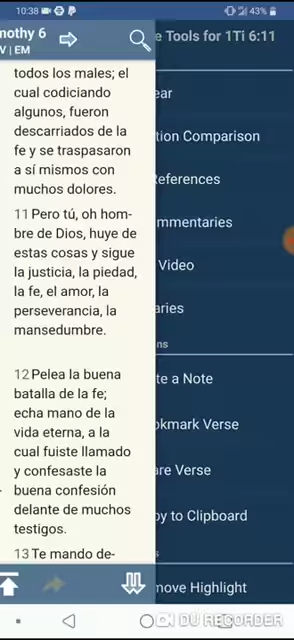 10:38
43%
mothy 6
V | EM
e Tools for 1Ti 6:11
todos los males; el
cual codiciando
algunos, fueron
descarriados de la
fe y se traspasaron
a sí mismos con
muchos dolores.
11 Pero tú, oh hom-
bre de Dios, huye de
estas cosas y sigue
la justicia, la piedad,
la fe, el amor, la
perseverancia, la
mansedumbre.
12 Pelea la buena
batalla de la fe;
echa mano de la
vida eterna, a la
cual fuiste llamado
y confesaste la
buena confesión
delante de muchos
testigos.
13 Te mando de-
ear
tion Comparison
References
mmentaries
Video
aries
ns
te a Note
okmark Verse
are Verse
py to Clipboard
s
move Highlight
DU RECORDER